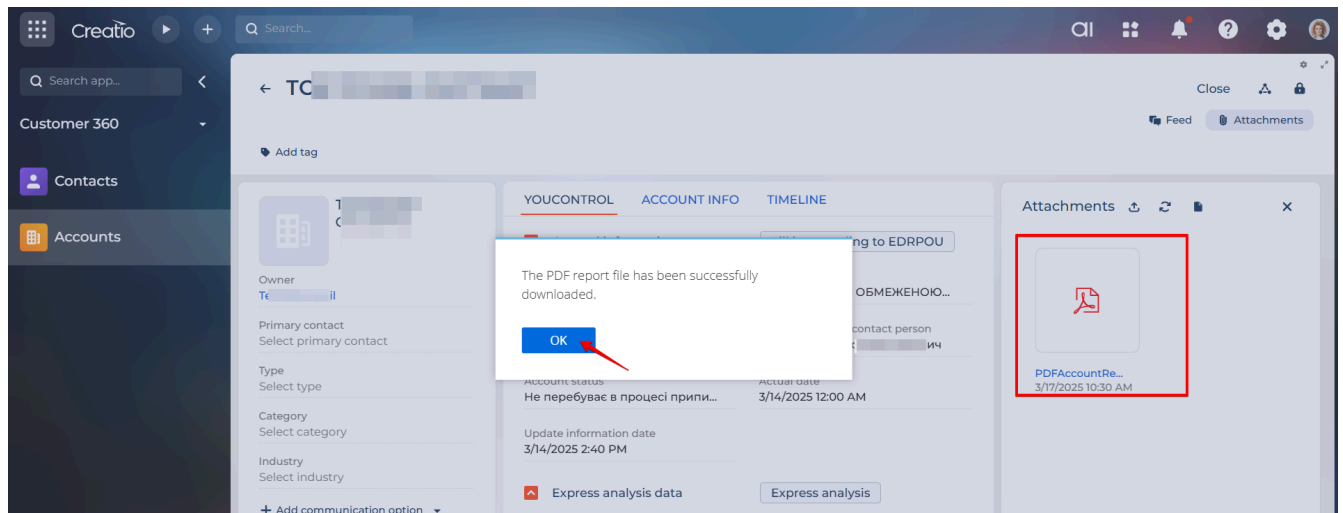 Creatio
Search...
ai
Search app...
Customer 360
Contacts
Accounts
Close
Feed
Attachments
Add tag
Owner
Primary contact
Select primary contact
Type
Select type
Category
Select category
Industry
Select industry
Add communication option
YOUCONTROL ACCOUNT INFO TIMELINE
ng to EDRPOU
ОБМЕЖЕНОЮ...
contact person
ич
The PDF report file has been successfully
downloaded.
OK
Account status
Не перебуває в процесі припи...
Actual date
3/14/2025 12:00 AM
Update information date
3/14/2025 2:40 PM
Express analysis data
Express analysis
Attachments
PDFAccountRe...
3/17/2025 10:30 AM